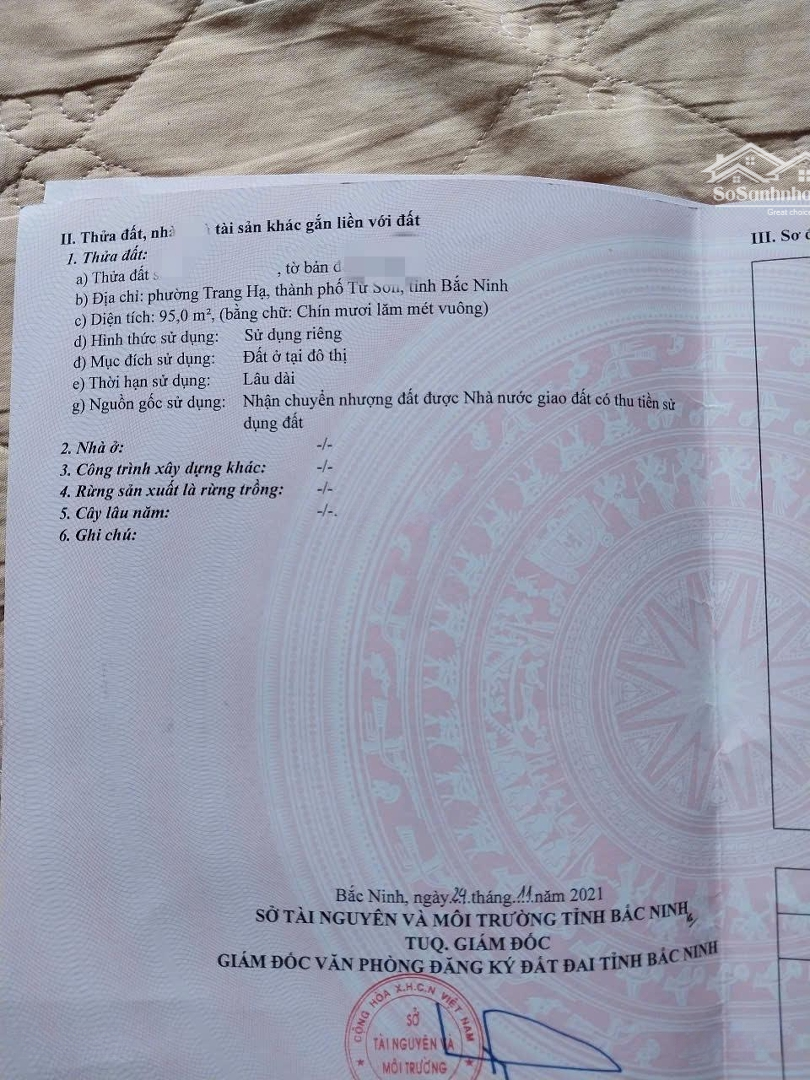 SoSanhnho
Great choic
II. Thửa đất, nhà tài sản khác gắn liền với đất
III. Sơ đ
1. Thửa đất:
a) Thửa đất s , tờ bản đ
b) Địa chỉ: phường Trang Hạ, thành phố Từ Sơn, tỉnh Bắc Ninh
c) Diện tích: 95,0 m², (bằng chữ: Chín mươi lăm mét vuông)
d) Hình thức sử dụng: Sử dụng riêng
đ) Mục đích sử dụng: Đất ở tại đô thị
e) Thời hạn sử dụng: Lâu dài
g) Nguồn gốc sử dụng: Nhận chuyển nhượng đất được Nhà nước giao đất có thu tiền sử
dụng đất
2. Nhà ở: -/-
3. Công trình xây dựng khác: -/-
4. Rừng sản xuất là rừng trồng: -/-
5. Cây lâu năm: -/-.
6. Ghi chú:
Bắc Ninh, ngày 29 tháng 11 năm 2021
SỞ TÀI NGUYÊN VÀ MÔI TRƯỜNG TỈNH BẮC NINH
TUQ. GIÁM ĐỐC
GIÁM ĐỐC VĂN PHÒNG ĐĂNG KÝ ĐẤT ĐAI TỈNH BẮC NINH
CỘNG HÒA X.H.C.N VIỆT NAM
SỞ
TÀI NGUYÊN VÀ
MÔI TRƯỜNG